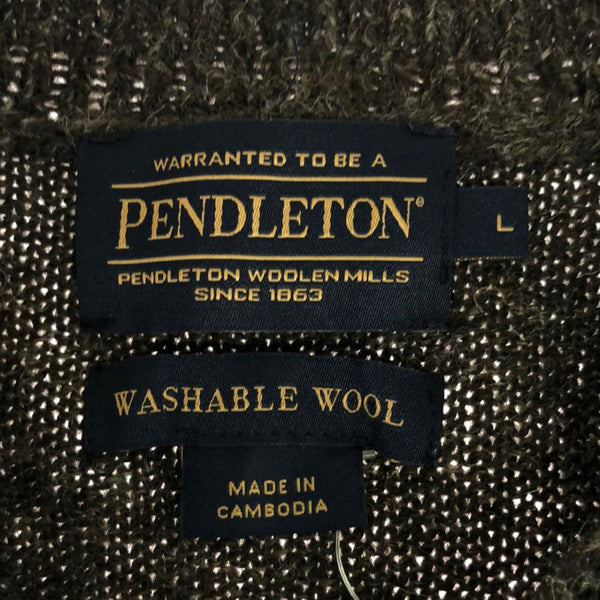 WARRANTED TO BE A
PENDLETON®
L
PENDLETON WOOLEN MILLS
SINCE 1863
WASHABLE WOOL
MADE IN
CAMBODIA